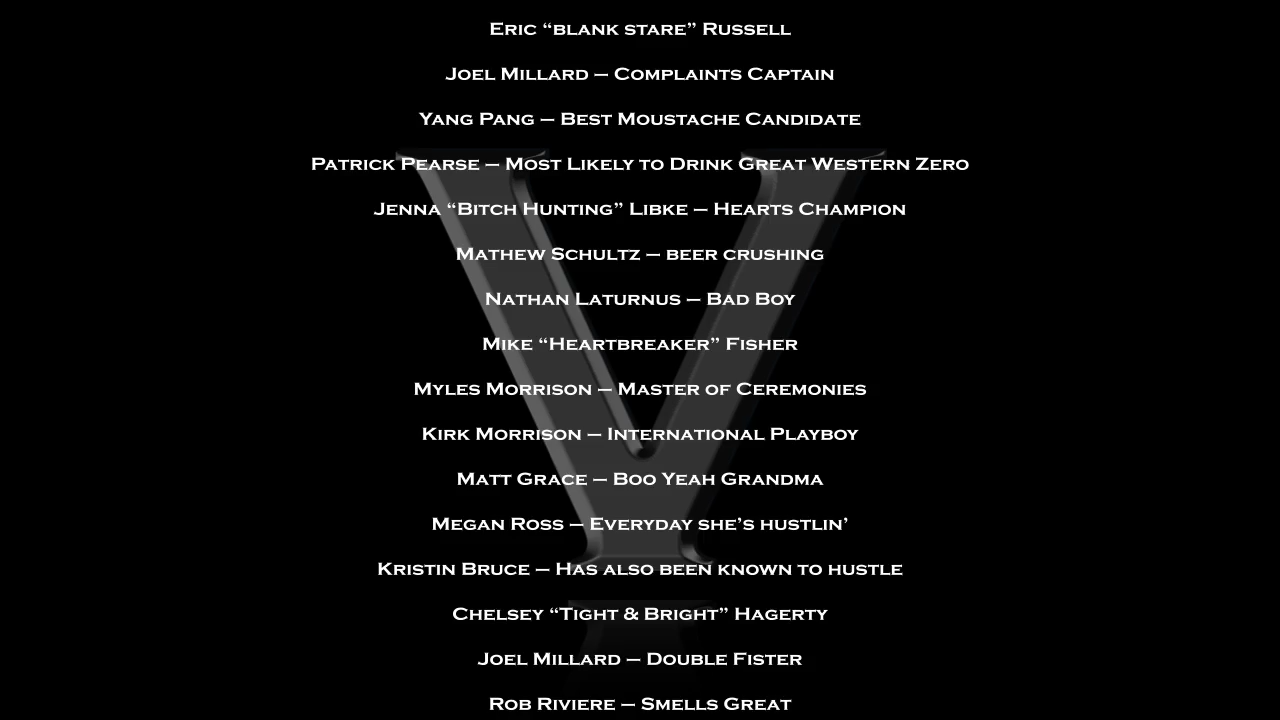 Eric “blank stare” Russell
Joel Millard – Complaints Captain
Yang Pang – Best Moustache Candidate
Patrick Pearse – Most Likely to Drink Great Western Zero
Jenna “Bitch Hunting” Libke – Hearts Champion
Mathew Schultz – beer crushing
Nathan Laturnus – Bad Boy
Mike “Heartbreaker” Fisher
Myles Morrison – Master of Ceremonies
Kirk Morrison – International Playboy
Matt Grace – Boo Yeah Grandma
Megan Ross – Everyday she’s hustlin’
Kristin Bruce – Has also been known to hustle
Chelsey “Tight & Bright” Hagerty
Joel Millard – Double Fister
Rob Riviere – Smells Great